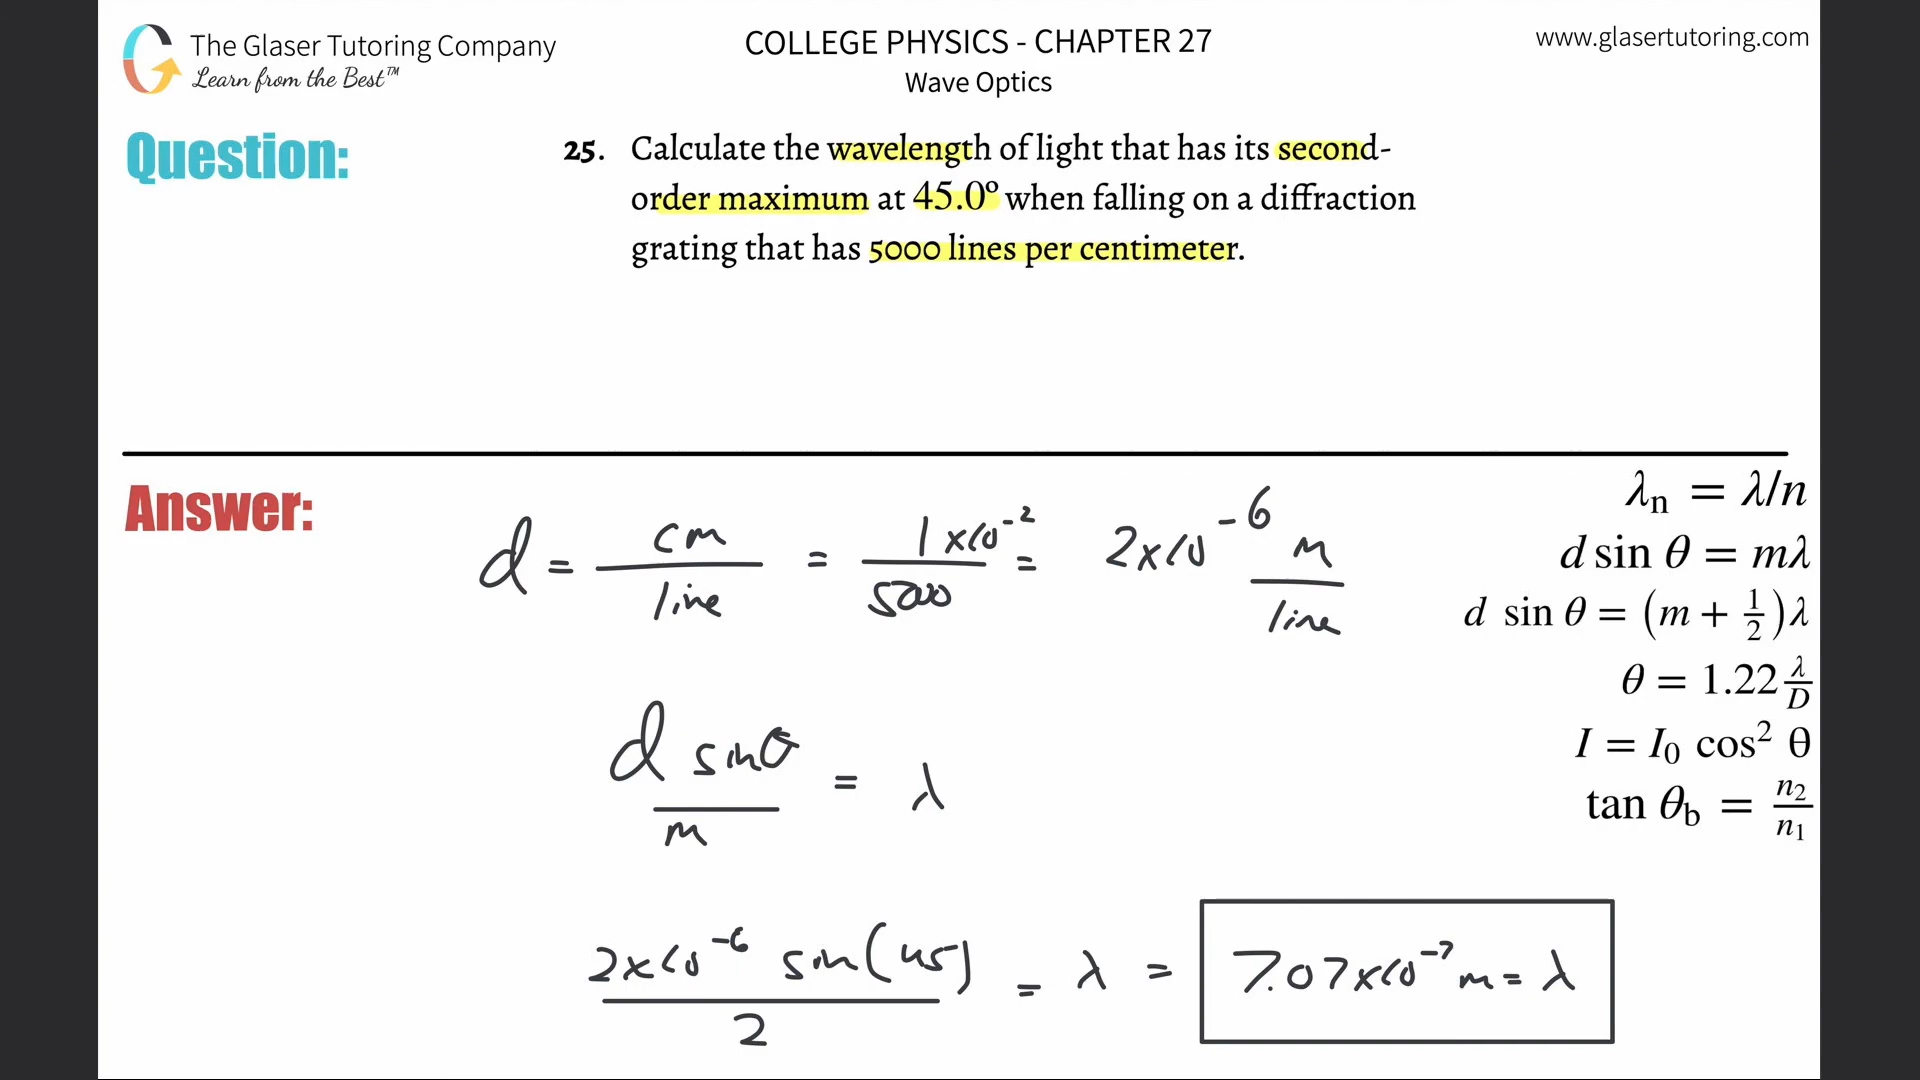 The Glaser Tutoring Company
Learn from the Best™
COLLEGE PHYSICS - CHAPTER 27
Wave Optics
www.glasertutoring.com
Question:
25. Calculate the wavelength of light that has its second-
order maximum at 45.0º when falling on a diffraction
grating that has 5000 lines per centimeter.
Answer:
d = cm/line = 1x10⁻²/5000 = 2x10⁻⁶ m/line
d sinθ/m = λ
2x10⁻⁶ sin(45)/2 = λ = 7.07x10⁻⁷ m = λ
λₙ = λ/n
d sin θ = mλ
d sin θ = (m + 1/2)λ
θ = 1.22 λ/D
I = I₀ cos² θ
tan θb = n₂/n₁